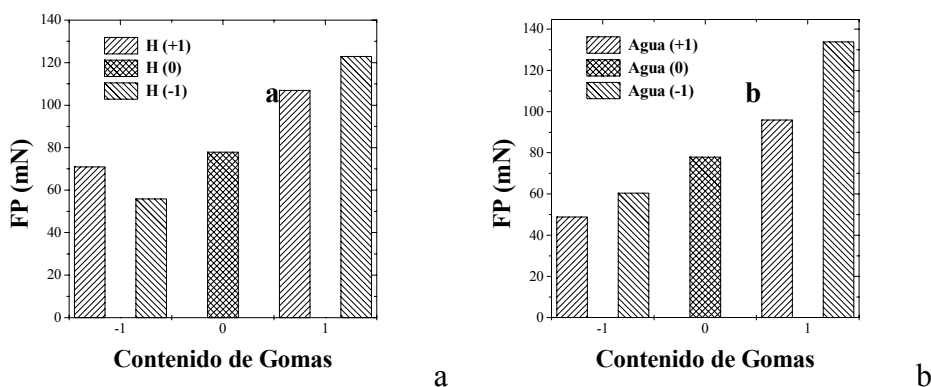 140
120
100
80
60
40
20
0
FP (mN)
H (+1)
H (0)
H (-1)
a
-1 0 1
Contenido de Gomas
a
140
120
100
80
60
40
20
0
FP (mN)
Agua (+1)
Agua (0)
Agua (-1)
b
-1 0 1
Contenido de Gomas
b